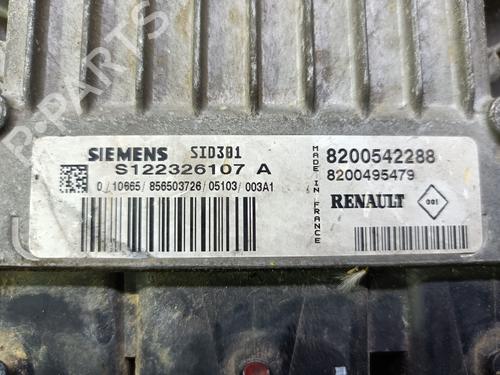 SIEMENS SID301
S122326107 A
0/10665/856503726/05103/003A1
MADE IN FRANCE
8200542288
8200495479
RENAULT 001
B-PARTS